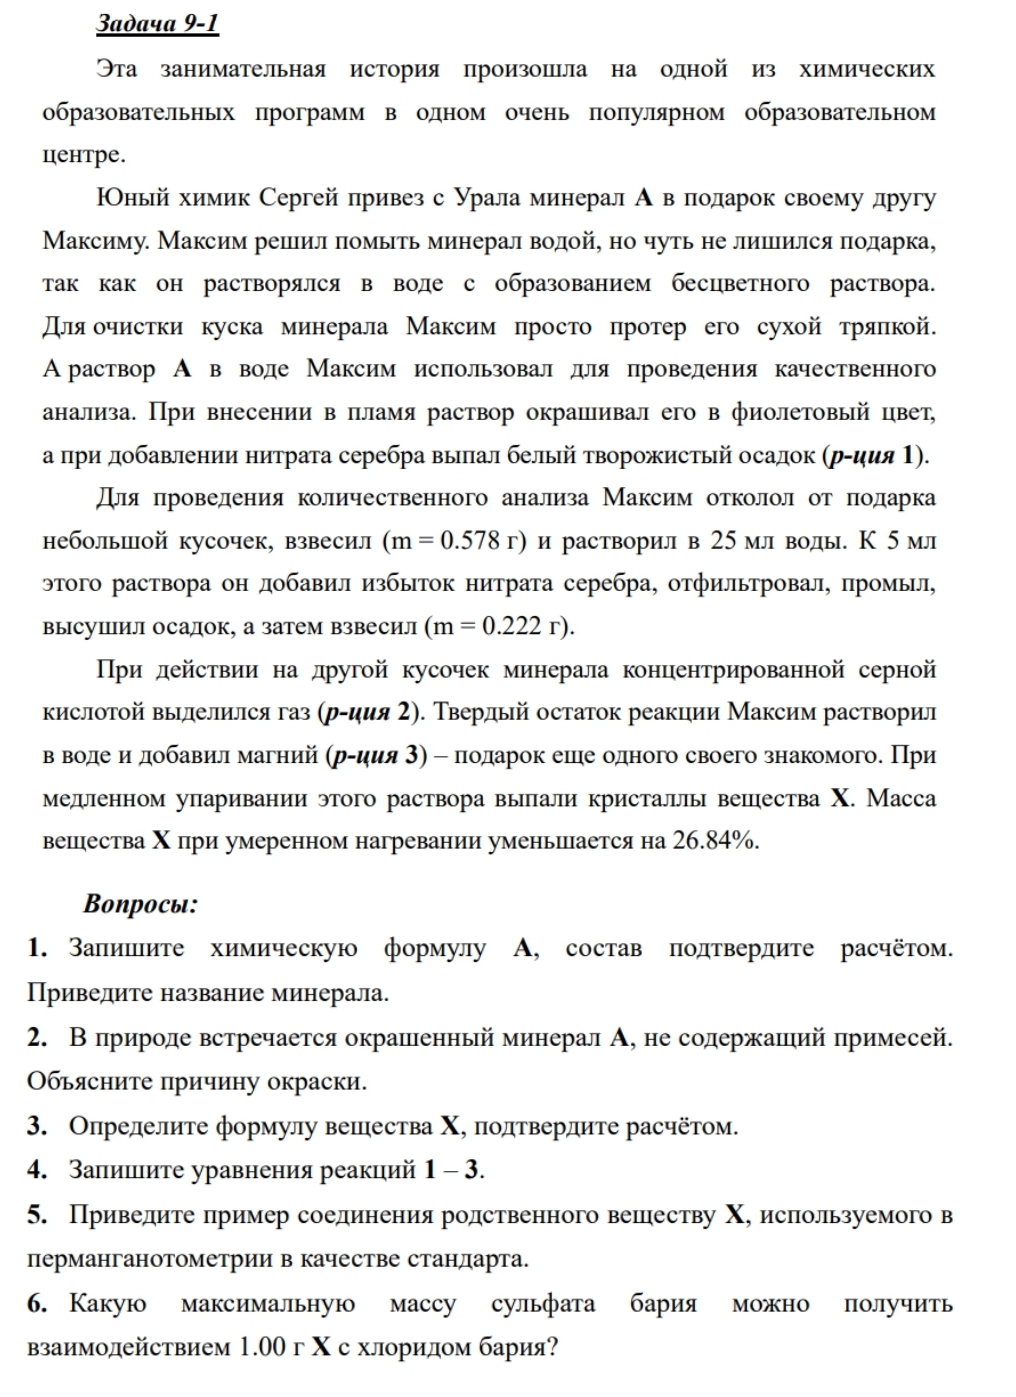 Задача 9-1
Эта занимательная история произошла на одной из химических
образовательных программ в одном очень популярном образовательном
центре.
Юный химик Сергей привез с Урала минерал А в подарок своему другу
Максиму. Максим решил помыть минерал водой, но чуть не лишился подарка,
так как он растворялся в воде с образованием бесцветного раствора.
Для очистки куска минерала Максим просто протер его сухой тряпкой.
А раствор А в воде Максим использовал для проведения качественного
анализа. При внесении в пламя раствор окрашивал его в фиолетовый цвет,
а при добавлении нитрата серебра выпал белый творожистый осадок (р-ция 1).
Для проведения количественного анализа Максим отколол от подарка
небольшой кусочек, взвесил (m = 0.578 г) и растворил в 25 мл воды. К 5 мл
этого раствора он добавил избыток нитрата серебра, отфильтровал, промыл,
высушил осадок, а затем взвесил (m = 0.222 г).
При действии на другой кусочек минерала концентрированной серной
кислотой выделился газ (р-ция 2). Твердый остаток реакции Максим растворил
в воде и добавил магний (р-ция 3) – подарок еще одного своего знакомого. При
медленном упаривании этого раствора выпали кристаллы вещества X. Масса
вещества X при умеренном нагревании уменьшается на 26.84%.
Вопросы:
1. Запишите химическую формулу А, состав подтвердите расчётом.
Приведите название минерала.
2. В природе встречается окрашенный минерал А, не содержащий примесей.
Объясните причину окраски.
3. Определите формулу вещества X, подтвердите расчётом.
4. Запишите уравнения реакций 1 – 3.
5. Приведите пример соединения родственного веществу X, используемого в
перманганотометрии в качестве стандарта.
6. Какую максимальную массу сульфата бария можно получить
взаимодействием 1.00 г X с хлоридом бария?